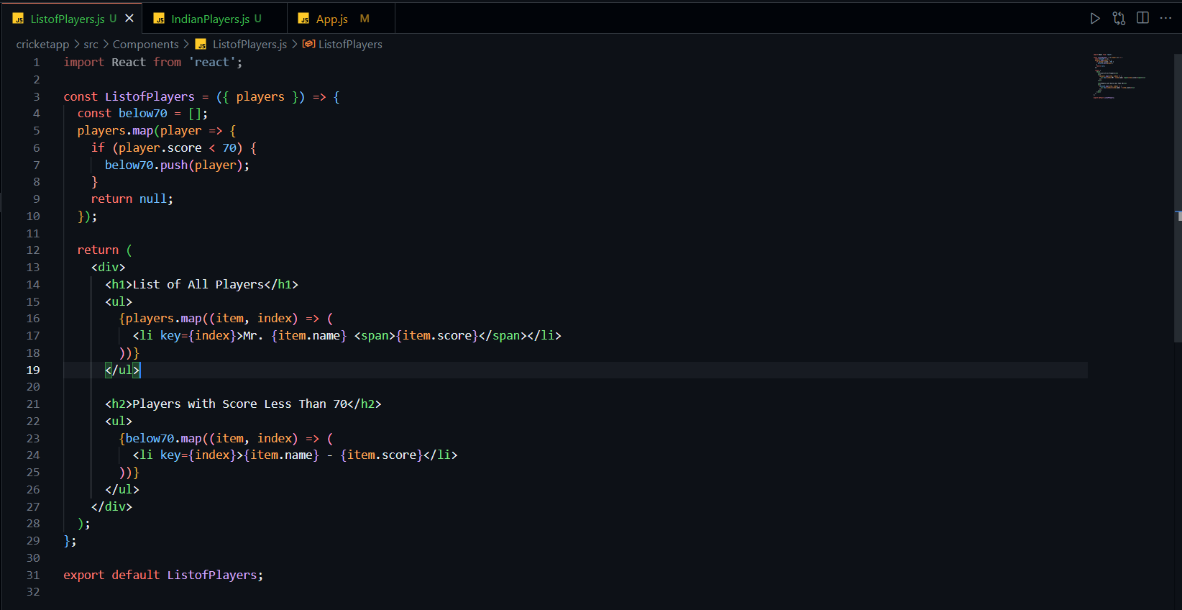 JS ListofPlayers.js U × JS IndianPlayers.js U JS App.js M
cricketapp > src > Components > JS ListofPlayers.js > ListofPlayers
1 import React from 'react';
2
3 const ListofPlayers = ({ players }) => {
4 const below70 = [];
5 players.map(player => {
6 if (player.score < 70) {
7 below70.push(player);
8 }
9 return null;
10 });
11
12 return (
13 <div>
14 <h1>List of All Players</h1>
15 <ul>
16 {players.map((item, index) => (
17 <li key={index}>Mr. {item.name} <span>{item.score}</span></li>
18 ))}
19 </ul>
20
21 <h2>Players with Score Less Than 70</h2>
22 <ul>
23 {below70.map((item, index) => (
24 <li key={index}>{item.name} - {item.score}</li>
25 ))}
26 </ul>
27 </div>
28 );
29 };
30
31 export default ListofPlayers;
32